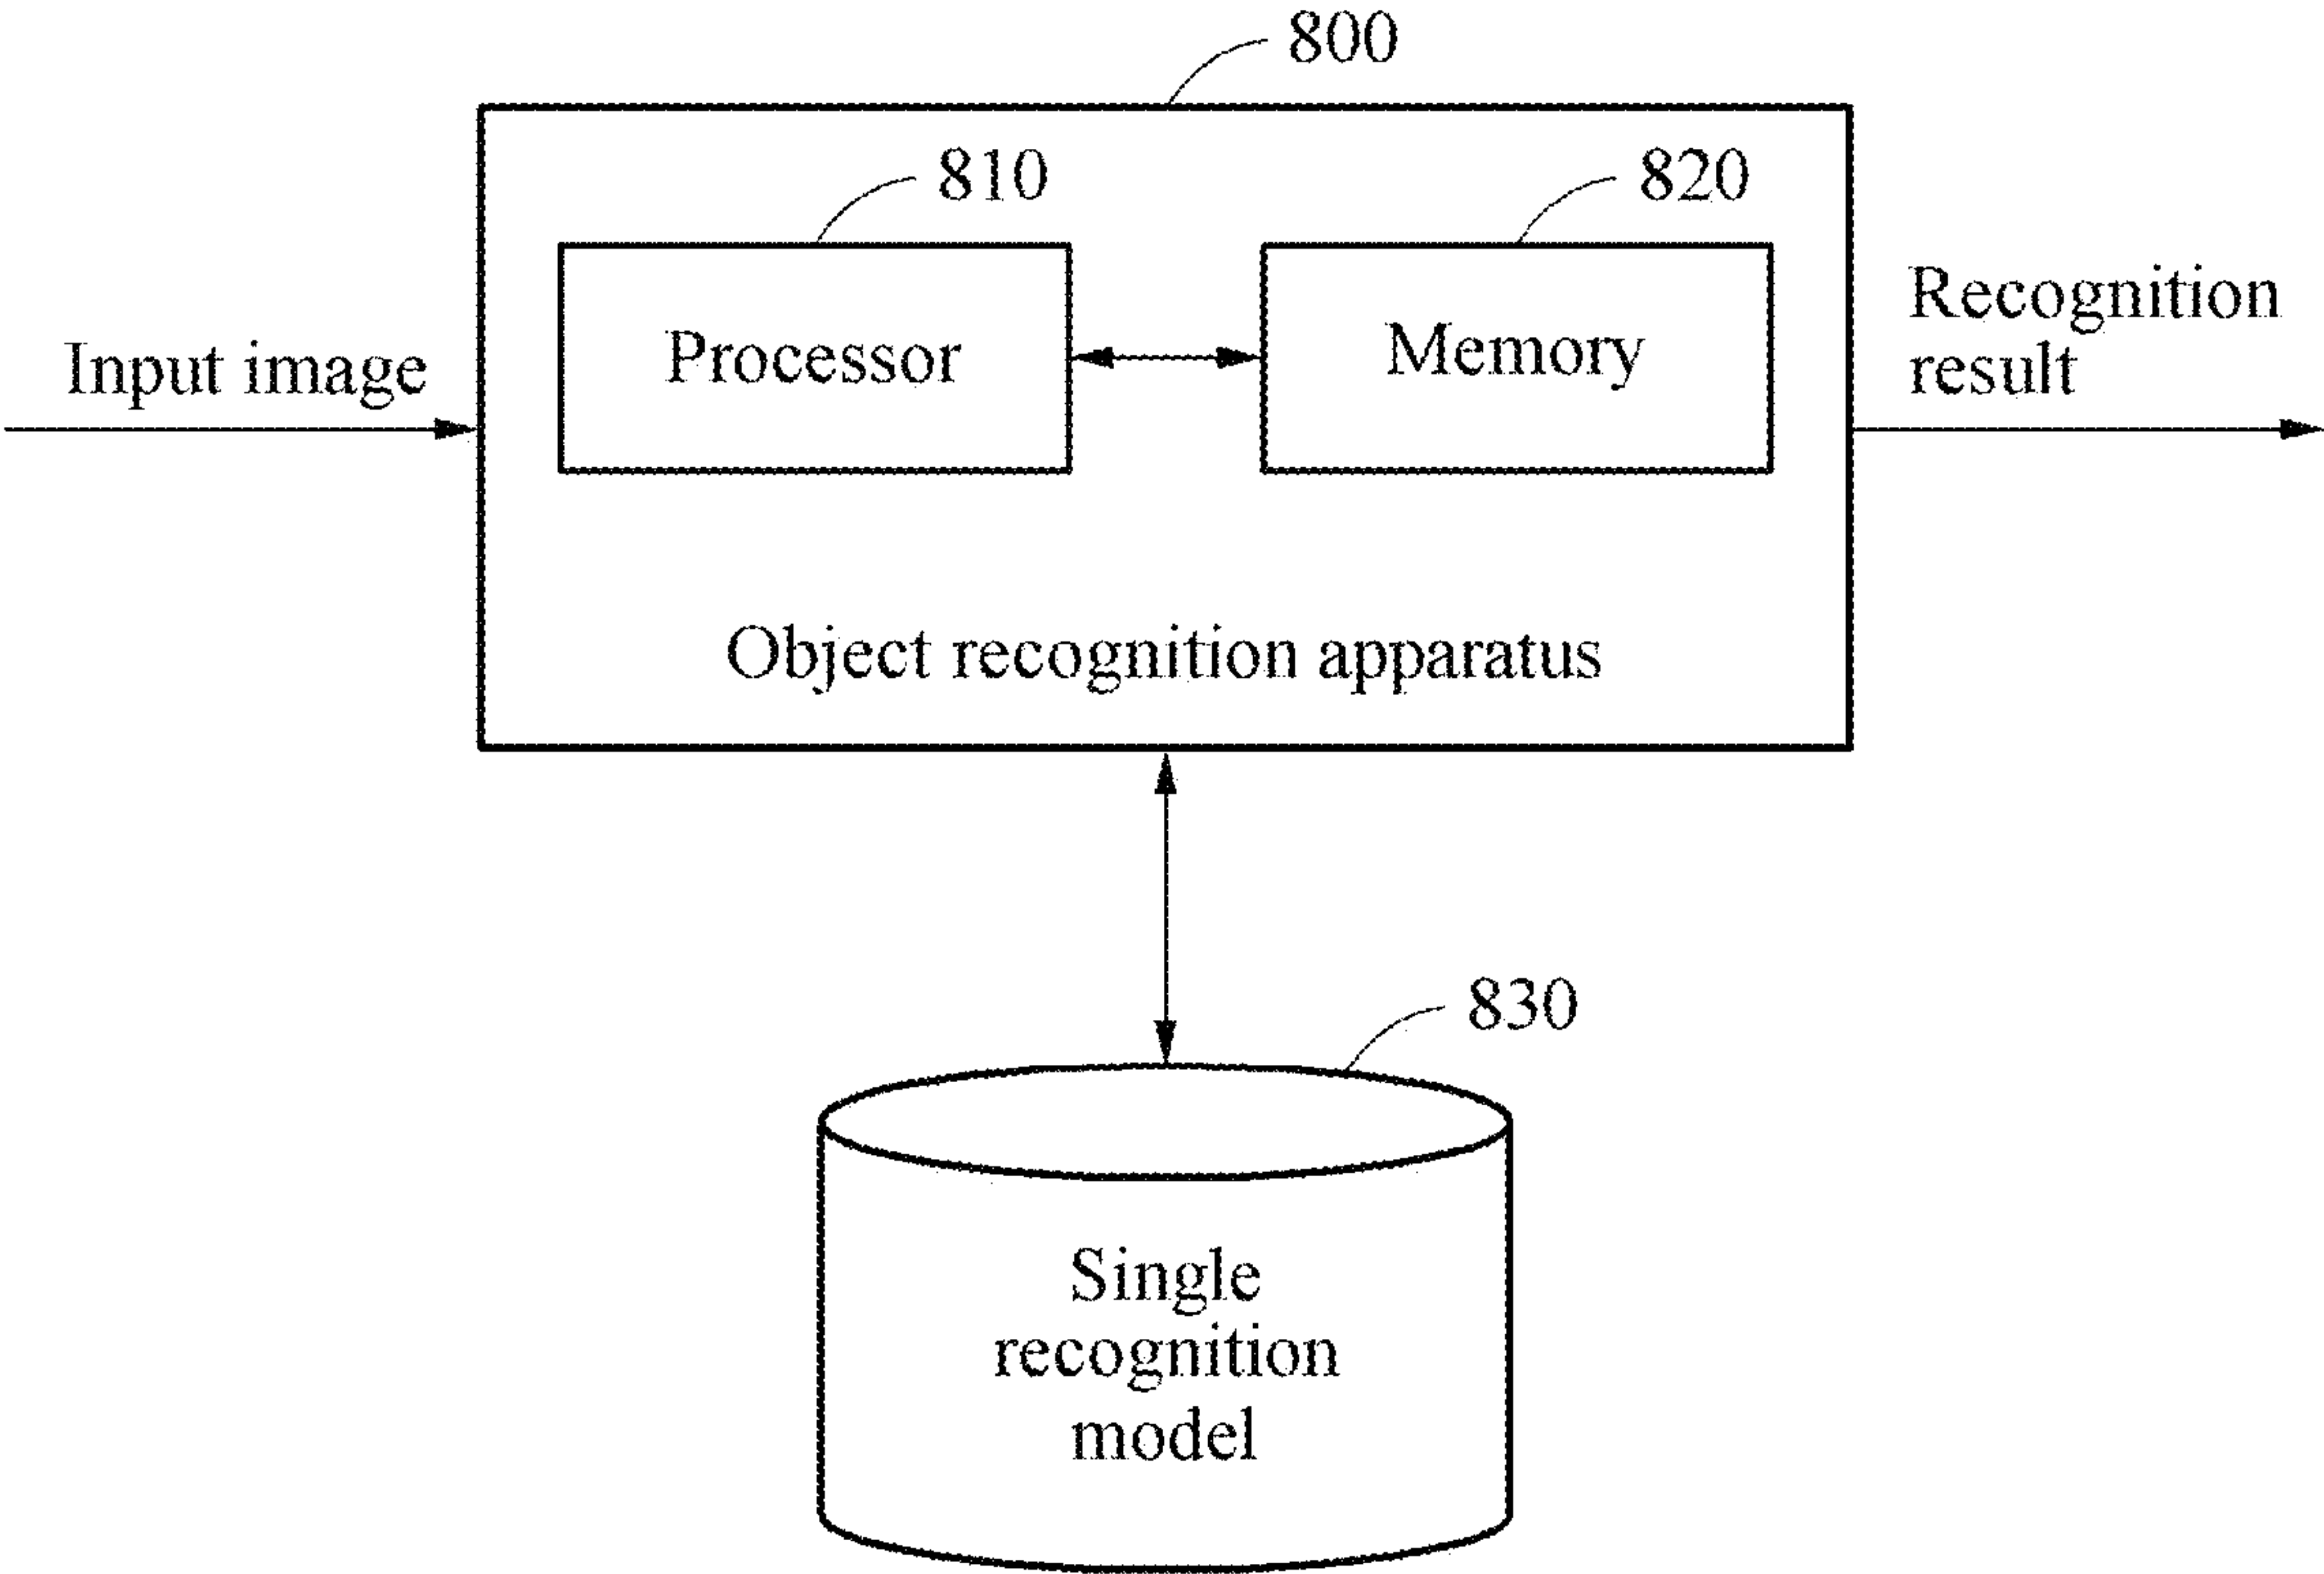 800
810
820
Input image
Processor
Memory
Recognition
result
Object recognition apparatus
830
Single
recognition
model